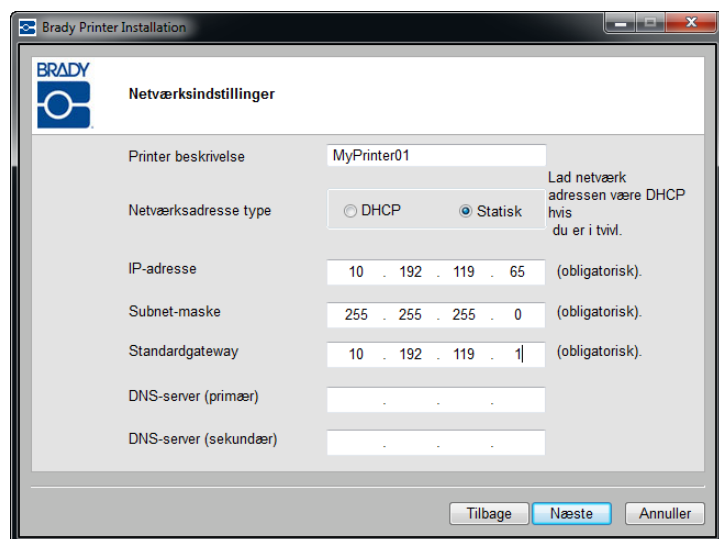 Brady Printer Installation
BRADY
Netværksindstillinger
Printer beskrivelse MyPrinter01
Netværksadresse type DHCP Statisk
Lad netværk
adressen være DHCP
hvis
du er i tvivl.
IP-adresse 10 . 192 . 119 . 65 (obligatorisk).
Subnet-maske 255 . 255 . 255 . 0 (obligatorisk).
Standardgateway 10 . 192 . 119 . 1 (obligatorisk).
DNS-server (primær) . . .
DNS-server (sekundær) . . .
Tilbage Næste Annuller